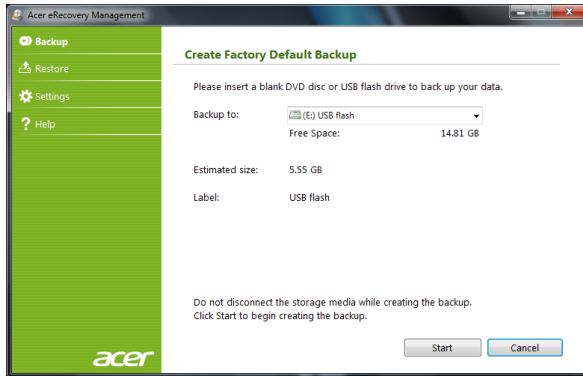 Acer eRecovery Management
Backup
Restore
Settings
? Help
Create Factory Default Backup
Please insert a blank DVD disc or USB flash drive to back up your data.
Backup to:
(E:) USB flash
Free Space:
14.81 GB
Estimated size:
5.55 GB
Label:
USB flash
Do not disconnect the storage media while creating the backup.
Click Start to begin creating the backup.
Start
Cancel
acer